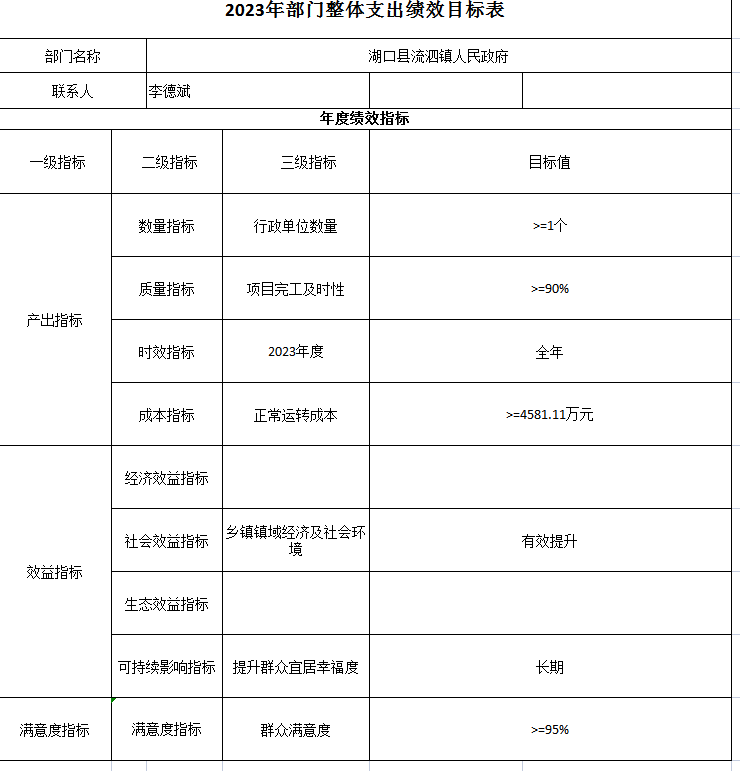 2023年部门整体支出绩效目标表
部门名称 湖口县流泗镇人民政府
联系人 李德斌
年度绩效指标
一级指标 二级指标 三级指标 目标值
产出指标 数量指标 行政单位数量 >=1个
质量指标 项目完工及时性 >=90%
时效指标 2023年度 全年
成本指标 正常运转成本 >=4581.11万元
效益指标 经济效益指标
社会效益指标 乡镇镇域经济及社会环
境 有效提升
生态效益指标
可持续影响指标 提升群众宜居幸福度 长期
满意度指标 满意度指标 群众满意度 >=95%